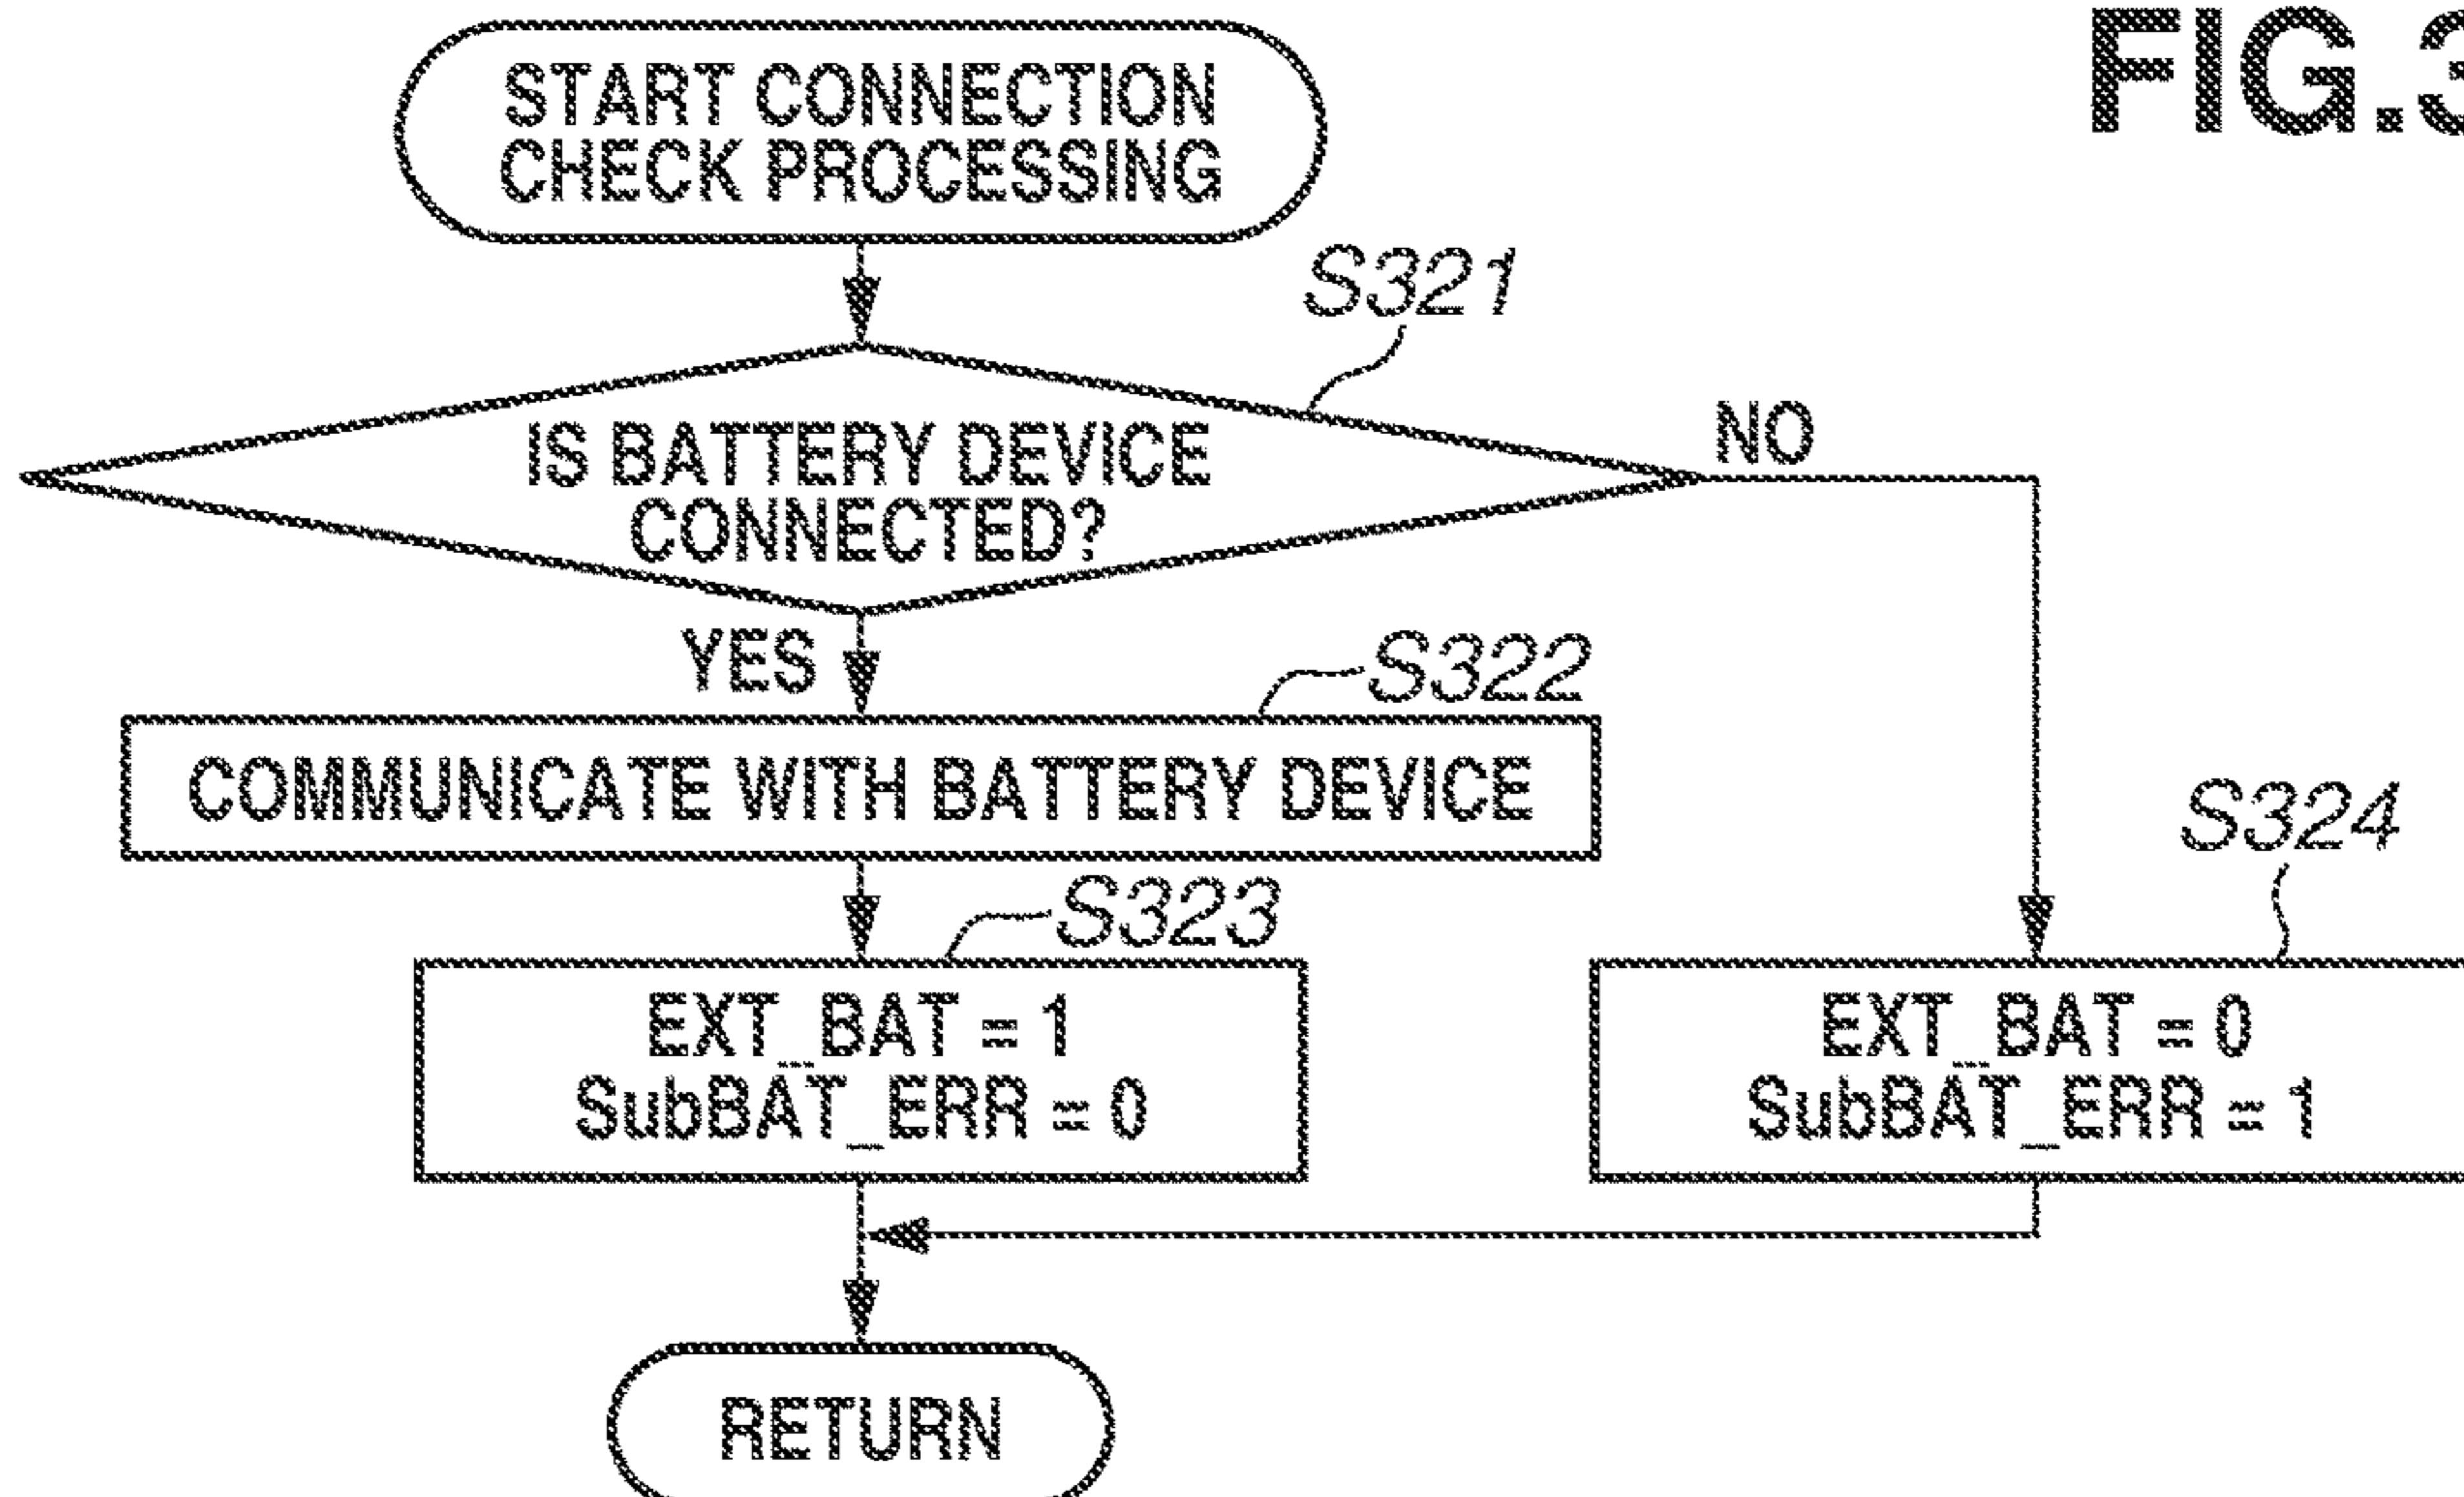 FIG.3
START CONNECTION
CHECK PROCESSING
S321
IS BATTERY DEVICE
CONNECTED?
NO
YES
S322
COMMUNICATE WITH BATTERY DEVICE
S323
EXT_BAT = 1
SubBAT_ERR = 0
S324
EXT_BAT = 0
SubBAT_ERR = 1
RETURN